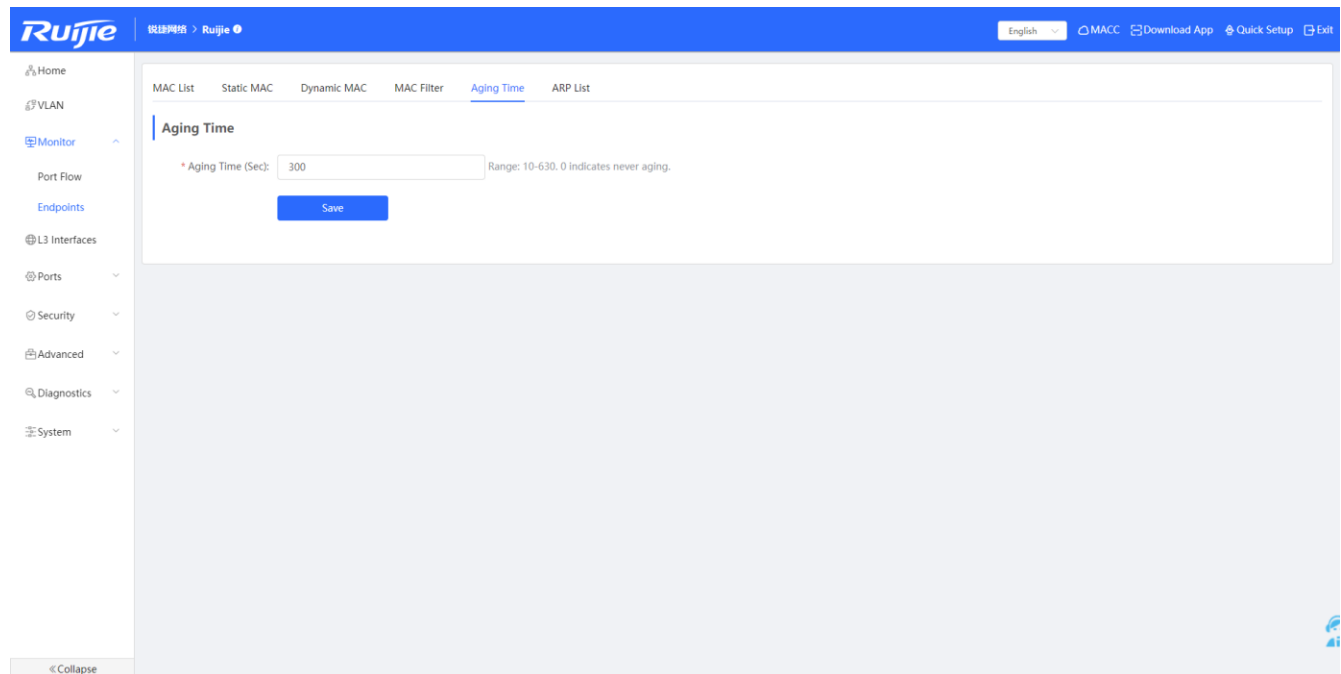 Ruijie
锐捷网络 > Ruijie
English
MACC
Download App
Quick Setup
Exit
Home
VLAN
Monitor
Port Flow
Endpoints
L3 Interfaces
Ports
Security
Advanced
Diagnostics
System
«Collapse
MAC List Static MAC Dynamic MAC MAC Filter Aging Time ARP List
Aging Time
* Aging Time (Sec): 300 Range: 10-630. 0 indicates never aging.
Save